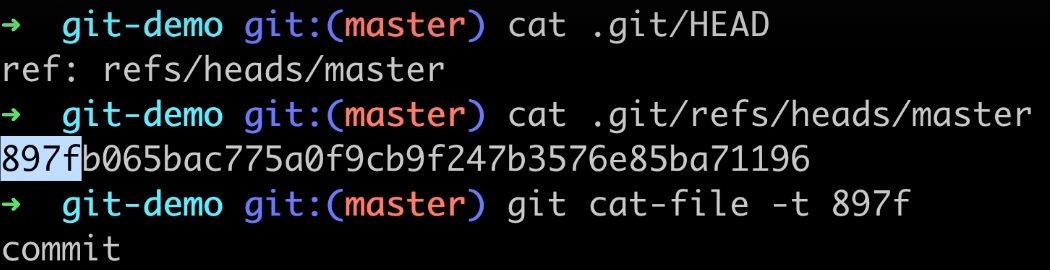 ➜  git-demo git:(master) cat .git/HEAD
ref: refs/heads/master
➜  git-demo git:(master) cat .git/refs/heads/master
897fb065bac775a0f9cb9f247b3576e85ba71196
➜  git-demo git:(master) git cat-file -t 897f
commit